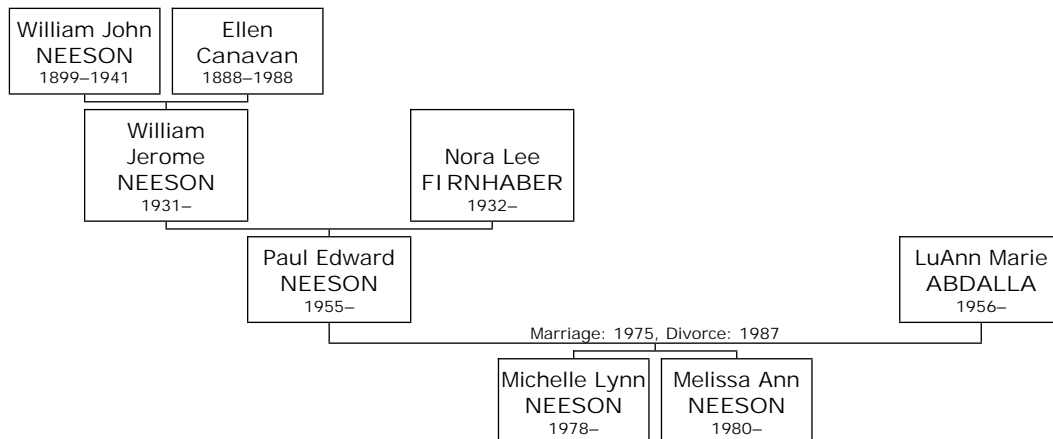 William John
NEESON
1899–1941
Ellen
Canavan
1888–1988
William
Jerome
NEESON
1931–
Nora Lee
FIRNHABER
1932–
Paul Edward
NEESON
1955–
LuAnn Marie
ABDALLA
1956–
Marriage: 1975, Divorce: 1987
Michelle Lynn
NEESON
1978–
Melissa Ann
NEESON
1980–